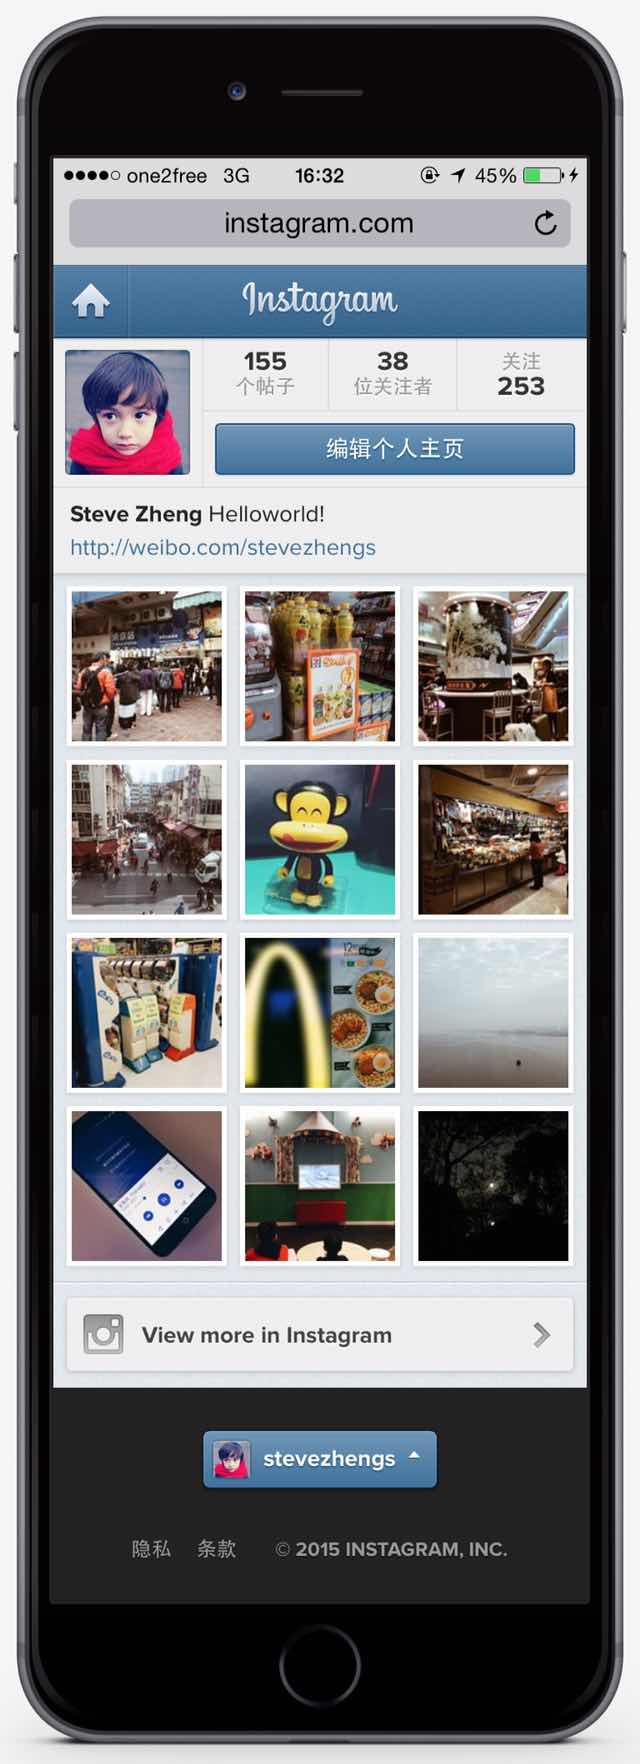 one2free 3G 16:32 45%
instagram.com
Instagram
155 38 关注
个帖子 位关注者 253
编辑个人主页
Steve Zheng Helloworld!
http://weibo.com/stevezhengs
View more in Instagram
stevezhengs
隐私 条款 © 2015 INSTAGRAM, INC.